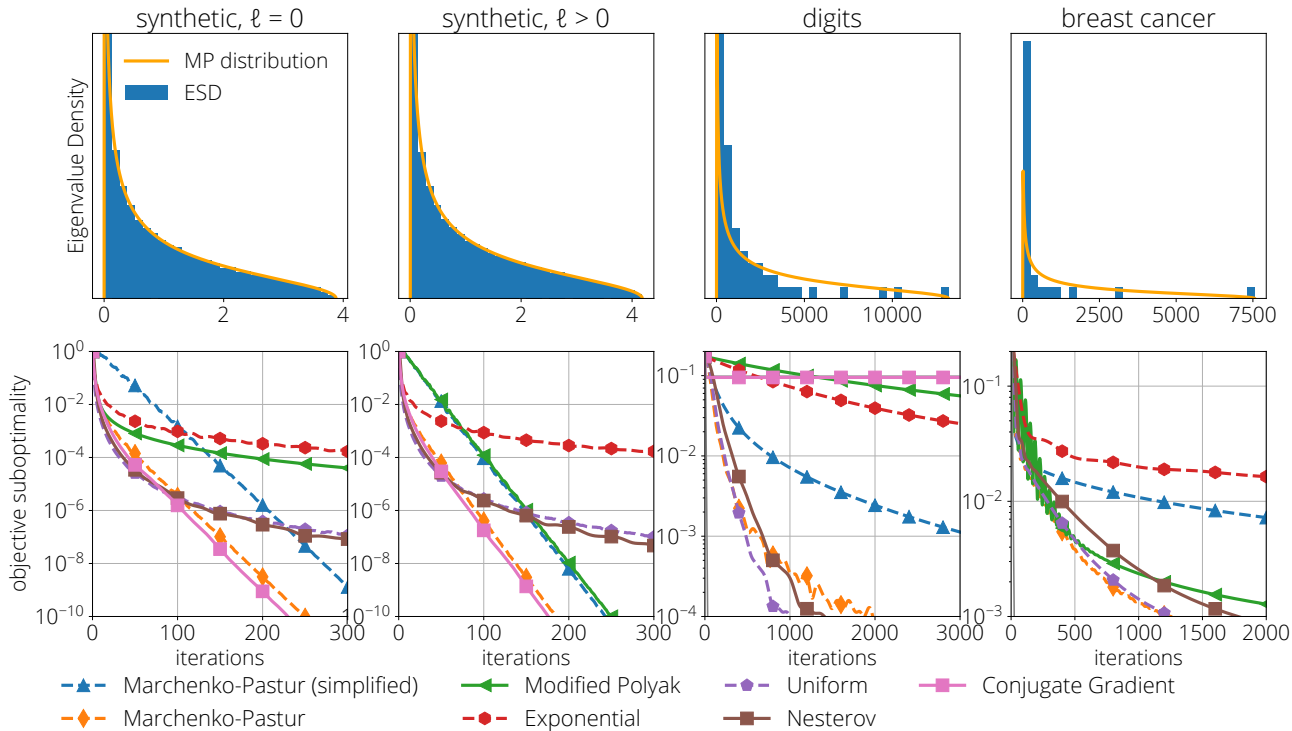 synthetic, ℓ = 0
synthetic, ℓ > 0
digits
breast cancer
Eigenvalue Density
MP distribution
ESD
0 2 4
0 2 4
0 5000 10000
0 2500 5000 7500
objective suboptimality
10⁰
10⁻²
10⁻⁴
10⁻⁶
10⁻⁸
10⁻¹⁰
0 100 200 300
iterations
10⁰
10⁻²
10⁻⁴
10⁻⁶
10⁻⁸
10⁻¹⁰
0 100 200 300
iterations
10⁻¹
10⁻²
10⁻³
10⁻⁴
0 1000 2000 3000
iterations
10⁻¹
10⁻²
10⁻³
0 500 1000 1500 2000
iterations
Marchenko-Pastur (simplified)
Marchenko-Pastur
Modified Polyak
Exponential
Uniform
Nesterov
Conjugate Gradient